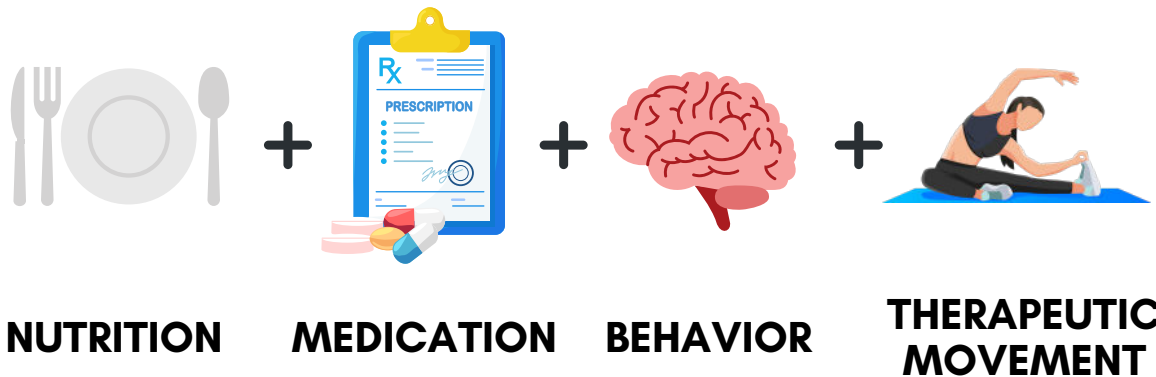 Rx
PRESCRIPTION
NUTRITION
MEDICATION
BEHAVIOR
THERAPEUTIC
MOVEMENT